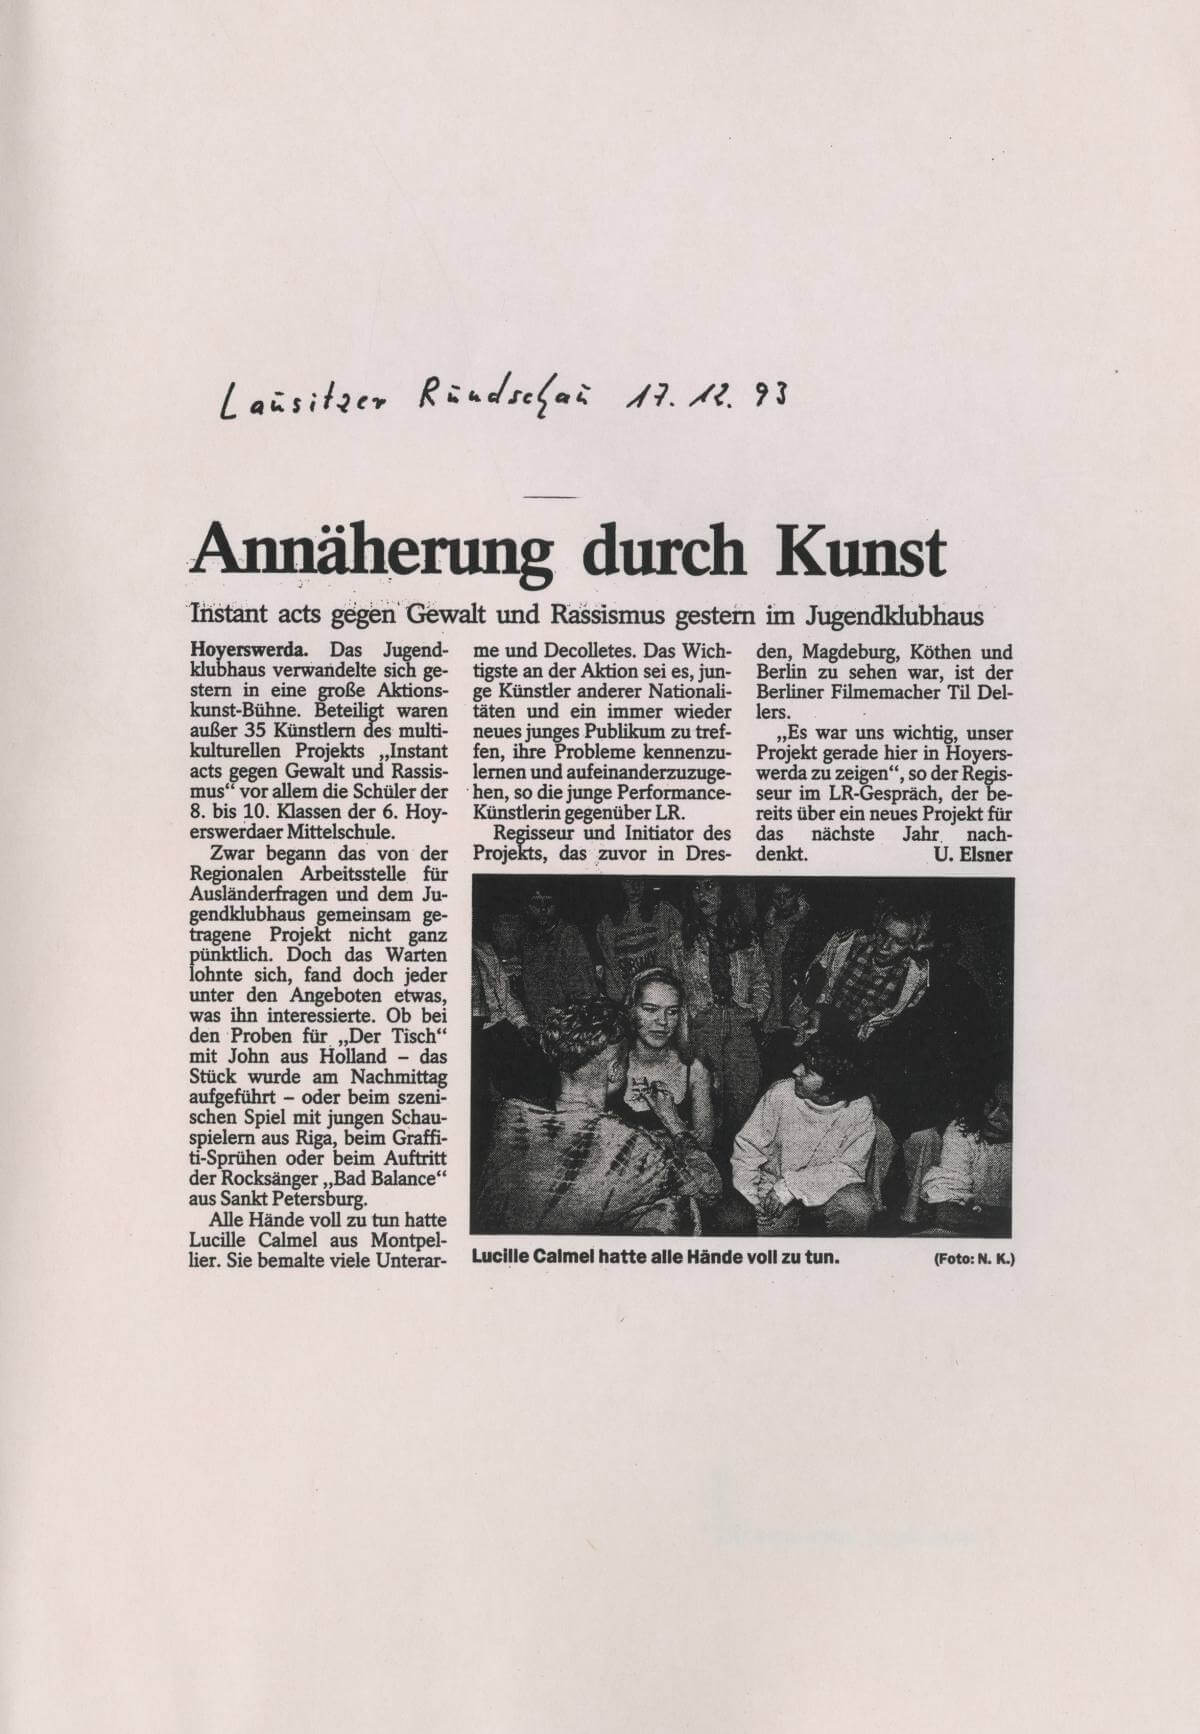 Lausitzer Rundschau 17.12.93
Annäherung durch Kunst
Instant acts gegen Gewalt und Rassismus gestern im Jugendklubhaus
Hoyerswerda. Das Jugend-
klubhaus verwandelte sich ge-
stern in eine große Aktions-
kunst-Bühne. Beteiligt waren
außer 35 Künstlern des multi-
kulturellen Projekts „Instant
acts gegen Gewalt und Rassis-
mus“ vor allem die Schüler der
8. bis 10. Klassen der 6. Hoy-
erswerdaer Mittelschule.
Zwar begann das von der
Regionalen Arbeitsstelle für
Ausländerfragen und dem Ju-
gendklubhaus gemeinsam ge-
tragene Projekt nicht ganz
pünktlich. Doch das Warten
lohnte sich, fand doch jeder
unter den Angeboten etwas,
was ihn interessierte. Ob bei
den Proben für „Der Tisch“
mit John aus Holland – das
Stück wurde am Nachmittag
aufgeführt – oder beim szeni-
schen Spiel mit jungen Schau-
spielern aus Riga, beim Graffi-
ti-Sprühen oder beim Auftritt
der Rocksänger „Bad Balance“
aus Sankt Petersburg.
Alle Hände voll zu tun hatte
Lucille Calmel aus Montpel-
lier. Sie bemalte viele Unterar-
me und Decolletes. Das Wich-
tigste an der Aktion sei es, jun-
ge Künstler anderer Nationali-
täten und ein immer wieder
neues junges Publikum zu tref-
fen, ihre Probleme kennenzu-
lernen und aufeinanderzuzuge-
hen, so die junge Performance-
Künstlerin gegenüber LR.
Regisseur und Initiator des
Projekts, das zuvor in Dres-
den, Magdeburg, Köthen und
Berlin zu sehen war, ist der
Berliner Filmemacher Til Del-
lers.
„Es war uns wichtig, unser
Projekt gerade hier in Hoyers-
werda zu zeigen“, so der Regis-
seur im LR-Gespräch, der be-
reits über ein neues Projekt für
das nächste Jahr nach-
denkt. U. Elsner
Lucille Calmel hatte alle Hände voll zu tun. (Foto: N. K.)